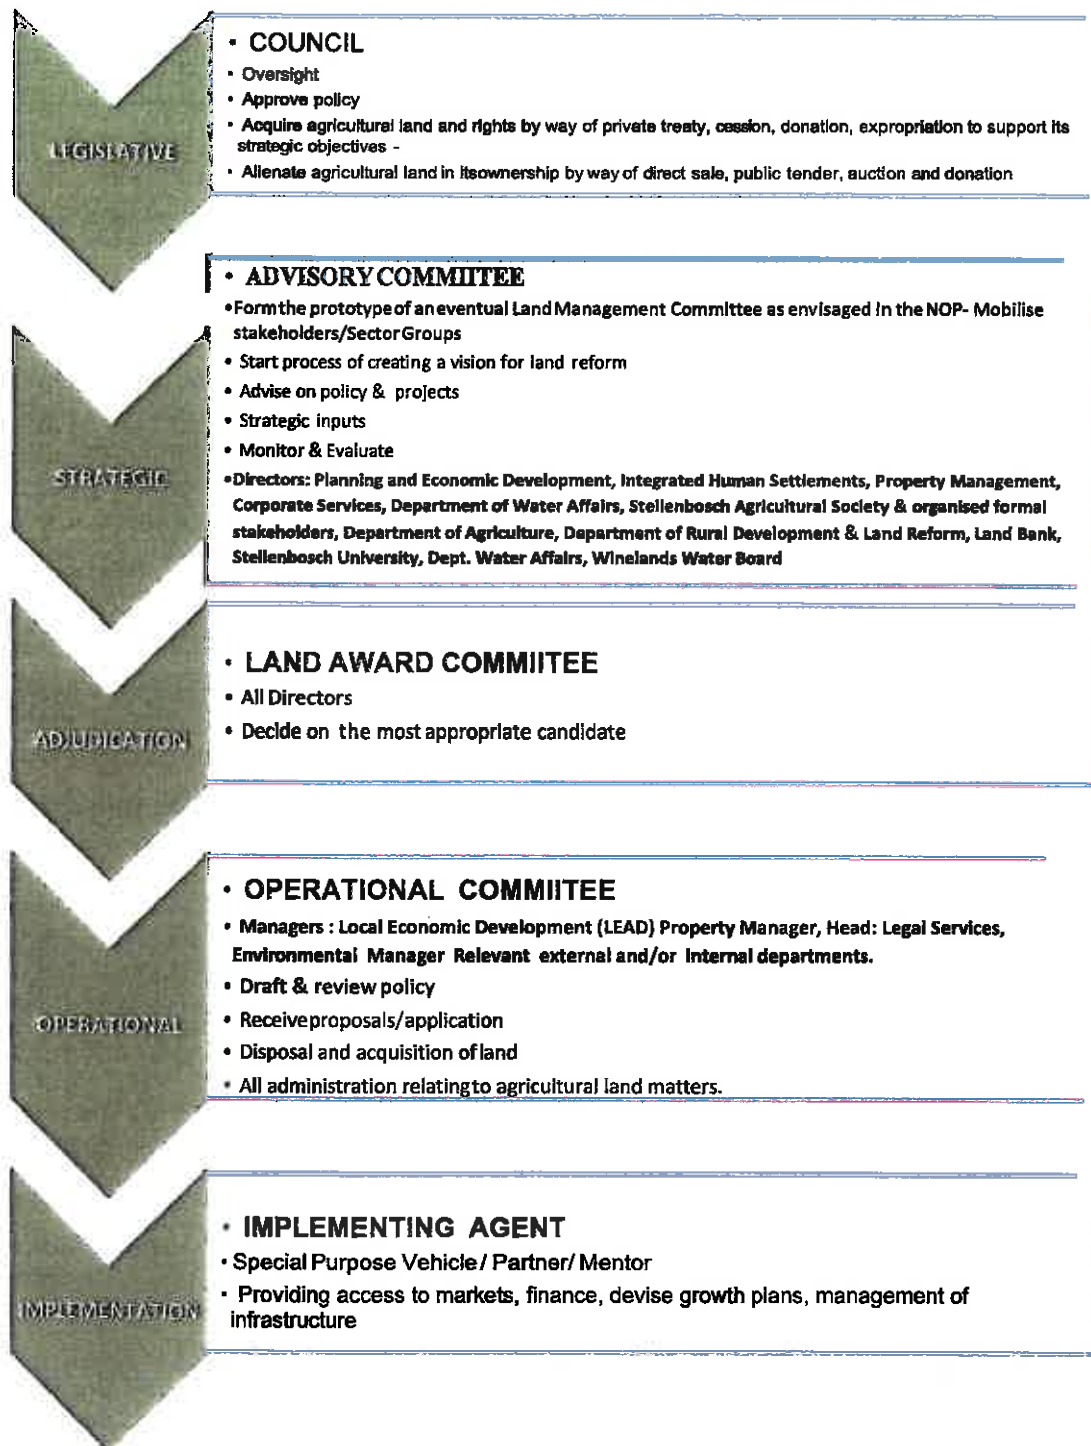 LEGISLATIVE
• COUNCIL
• Oversight
• Approve policy
• Acquire agricultural land and rights by way of private treaty, cession, donation, expropriation to support its
strategic objectives -
• Alienate agricultural land in itsownership by way of direct sale, public tender, auction and donation
STRATEGIC
• ADVISORY COMMIITEE
•Formthe prototype of an eventual Land Management Committee as envisaged in the NOP- Mobilise
stakeholders/Sector Groups
• Start process of creating a vision for land reform
• Advise on policy & projects
• Strategic inputs
• Monitor & Evaluate
•Directors: Planning and Economic Development, Integrated Human Settlements, Property Management,
Corporate Services, Department of Water Affairs, Stellenbosch Agricultural Society & organised formal
stakeholders, Department of Agriculture, Department of Rural Development & Land Reform, Land Bank,
Stellenbosch University, Dept. Water Affairs, Winelands Water Board
ADJUDICATION
• LAND AWARD COMMIITEE
• All Directors
• Decide on the most appropriate candidate
OPERATIONAL
• OPERATIONAL COMMIITEE
• Managers : Local Economic Development (LEAD) Property Manager, Head: Legal Services,
Environmental Manager Relevant external and/or Internal departments.
• Draft & review policy
• Receive proposals/application
• Disposal and acquisition of land
• All administration relating to agricultural land matters.
IMPLEMENTATION
• IMPLEMENTING AGENT
• Special Purpose Vehicle / Partner/ Mentor
• Providing access to markets, finance, devise growth plans, management of
infrastructure